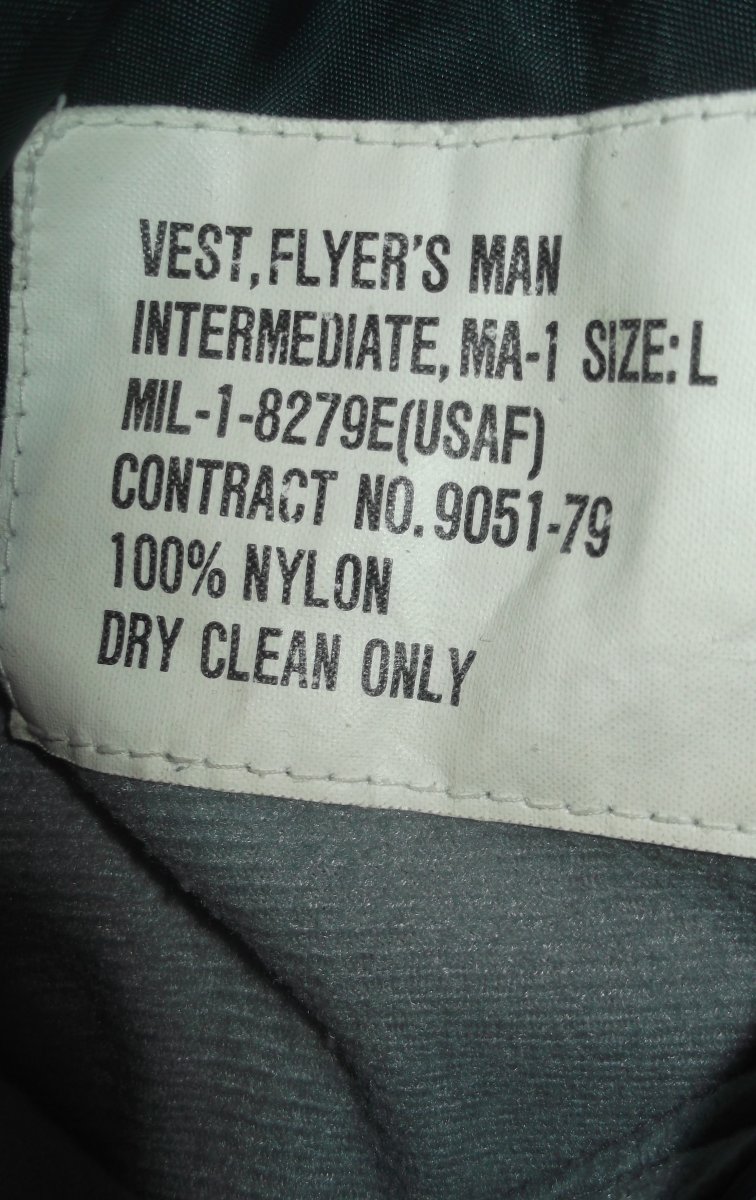 VEST, FLYER'S MAN
INTERMEDIATE, MA-1 SIZE: L
MIL-1-8279E(USAF)
CONTRACT NO. 9051-79
100% NYLON
DRY CLEAN ONLY